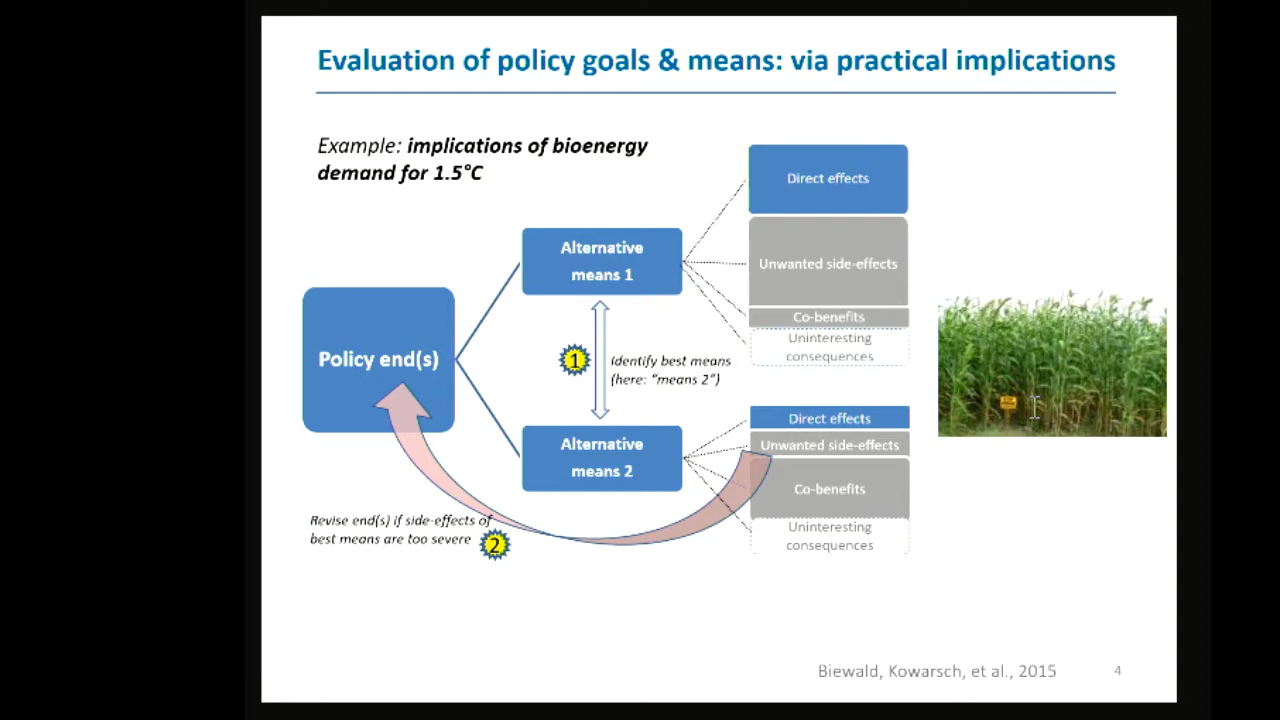 Evaluation of policy goals & means: via practical implications
Example: implications of bioenergy
demand for 1.5°C
Direct effects
Alternative
means 1
Unwanted side-effects
Co-benefits
Uninteresting
consequences
Policy end(s)
1
Identify best means
(here: "means 2")
Direct effects
Alternative
means 2
Unwanted side-effects
Co-benefits
Revise end(s) if side-effects of
best means are too severe
2
Uninteresting
consequences
Biewald, Kowarsch, et al., 2015
4